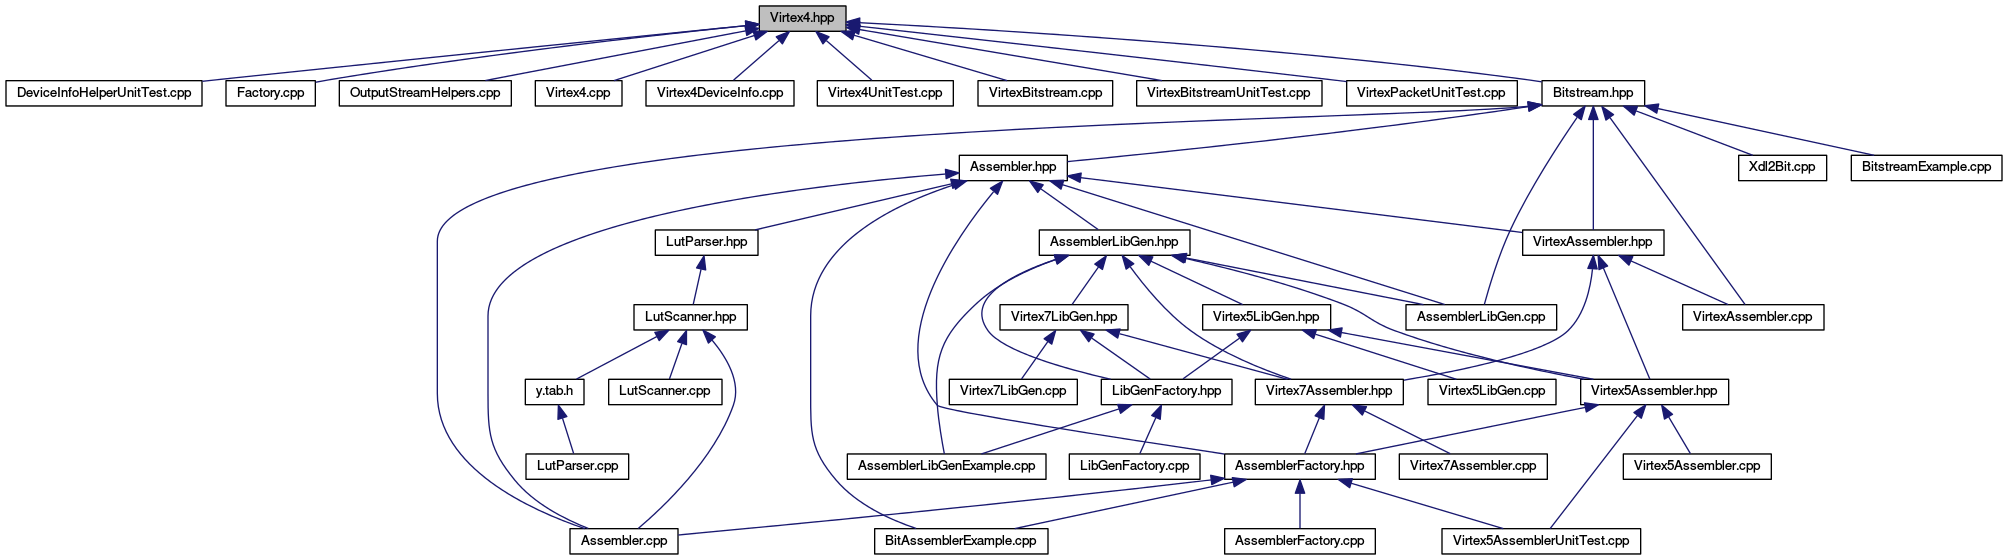 Virtex4.hpp
DeviceInfoHelperUnitTest.cpp
Factory.cpp
OutputStreamHelpers.cpp
Virtex4.cpp
Virtex4DeviceInfo.cpp
Virtex4UnitTest.cpp
VirtexBitstream.cpp
VirtexBitstreamUnitTest.cpp
VirtexPacketUnitTest.cpp
Bitstream.hpp
Assembler.hpp
Xdl2Bit.cpp
BitstreamExample.cpp
LutParser.hpp
AssemblerLibGen.hpp
VirtexAssembler.hpp
LutScanner.hpp
Virtex7LibGen.hpp
Virtex5LibGen.hpp
AssemblerLibGen.cpp
VirtexAssembler.cpp
y.tab.h
LutScanner.cpp
Virtex7LibGen.cpp
LibGenFactory.hpp
Virtex7Assembler.hpp
Virtex5LibGen.cpp
Virtex5Assembler.hpp
LutParser.cpp
AssemblerLibGenExample.cpp
LibGenFactory.cpp
AssemblerFactory.hpp
Virtex7Assembler.cpp
Virtex5Assembler.cpp
Assembler.cpp
BitAssemblerExample.cpp
AssemblerFactory.cpp
Virtex5AssemblerUnitTest.cpp